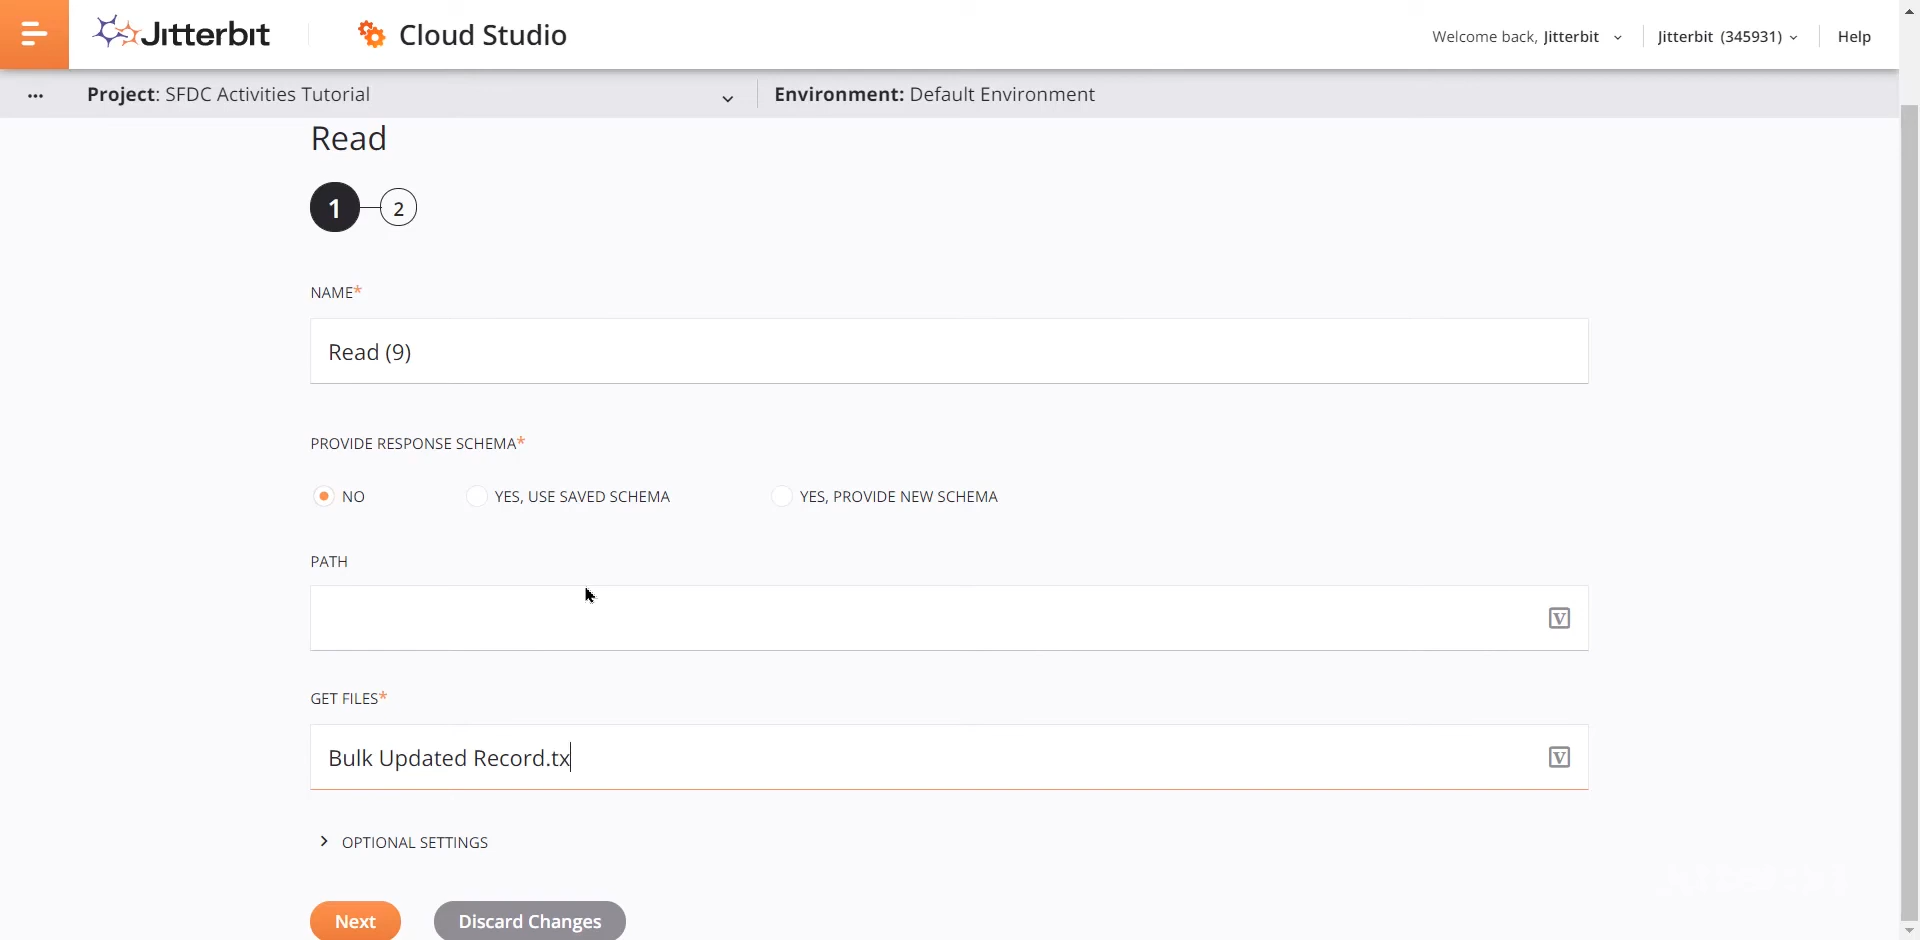 Jitterbit
Cloud Studio
Welcome back, Jitterbit
Jitterbit (345931)
Help
Project: SFDC Activities Tutorial
Environment: Default Environment
Read
1
2
NAME*
Read (9)
PROVIDE RESPONSE SCHEMA*
NO
YES, USE SAVED SCHEMA
YES, PROVIDE NEW SCHEMA
PATH
V
GET FILES*
Bulk Updated Record.tx
V
OPTIONAL SETTINGS
Next
Discard Changes